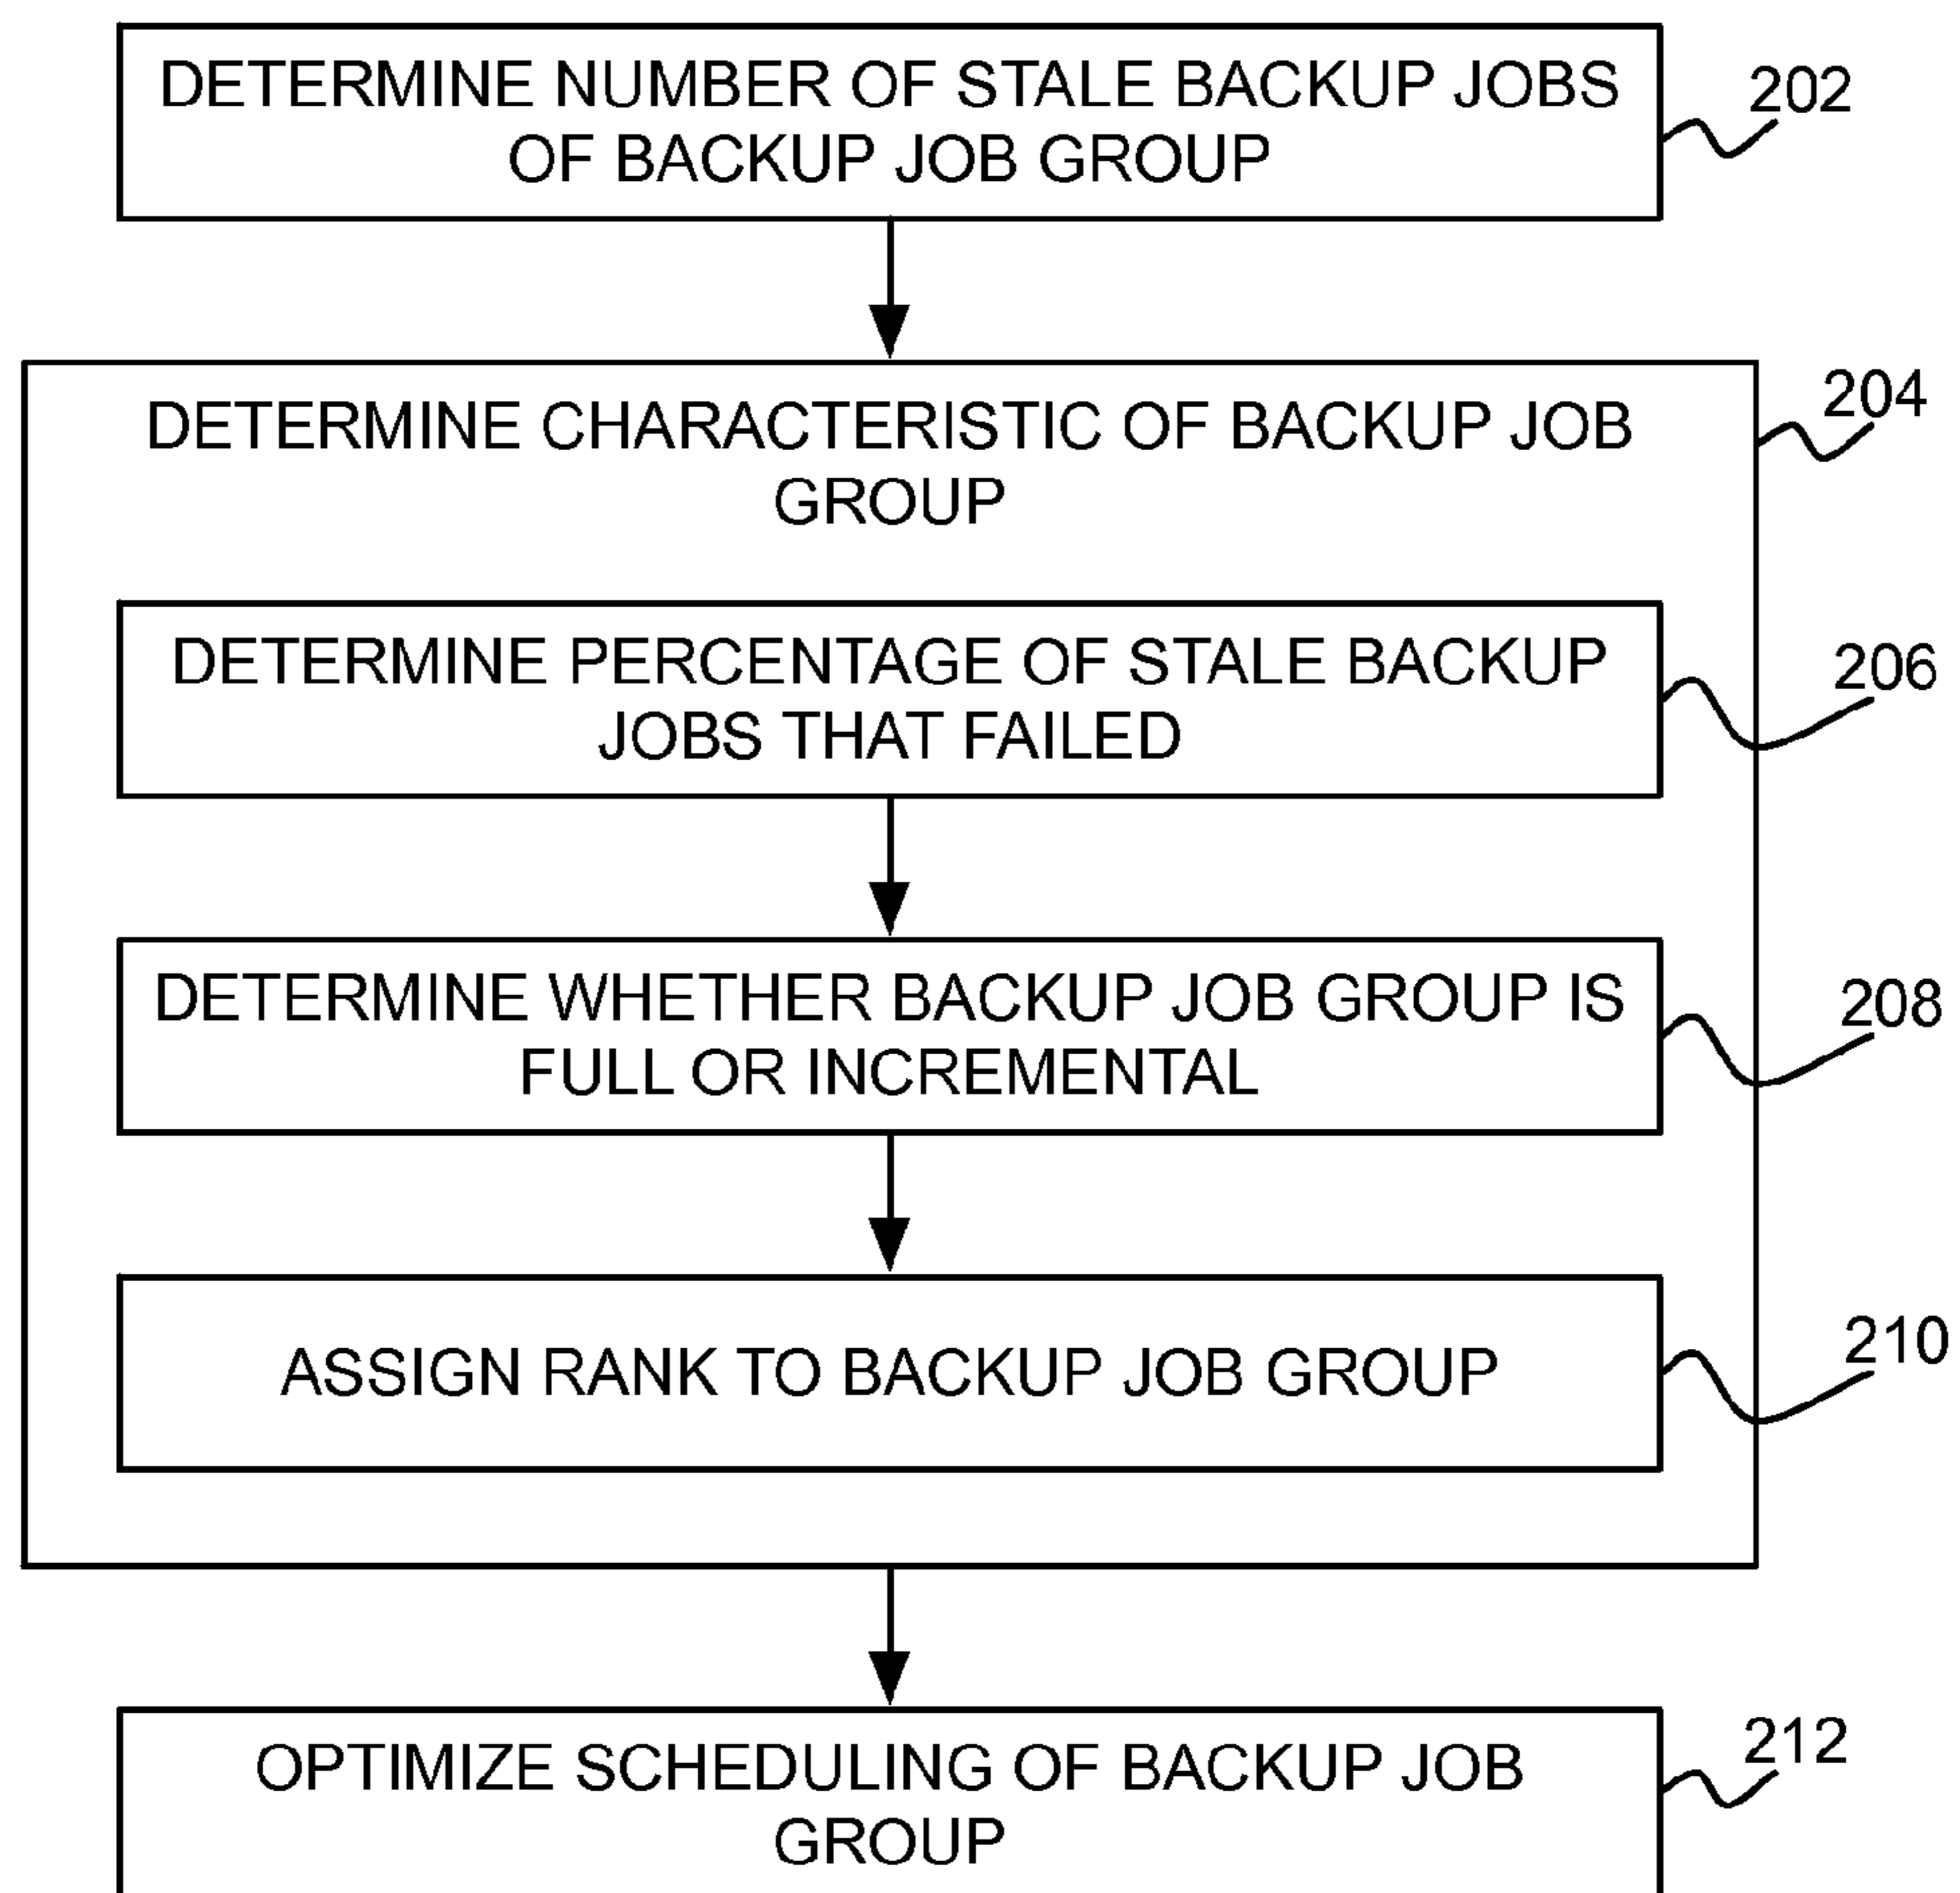 DETERMINE NUMBER OF STALE BACKUP JOBS
OF BACKUP JOB GROUP
202
DETERMINE CHARACTERISTIC OF BACKUP JOB
GROUP
204
DETERMINE PERCENTAGE OF STALE BACKUP
JOBS THAT FAILED
206
DETERMINE WHETHER BACKUP JOB GROUP IS
FULL OR INCREMENTAL
208
ASSIGN RANK TO BACKUP JOB GROUP
210
OPTIMIZE SCHEDULING OF BACKUP JOB
GROUP
212